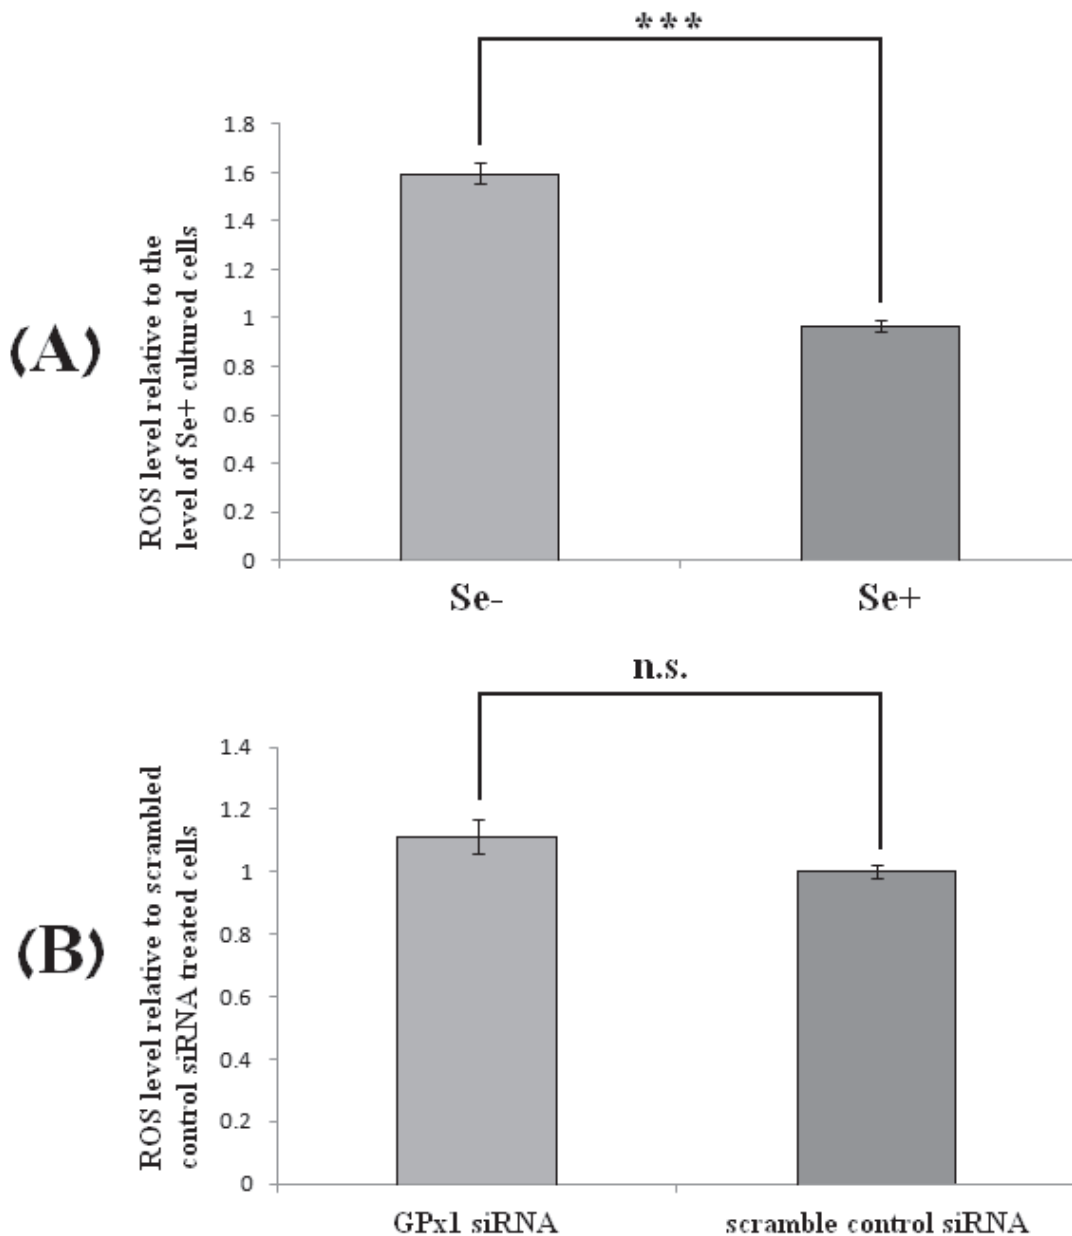 ***
(A)
ROS level relative to the
level of Se+ cultured cells
1.8
1.6
1.4
1.2
1
0.8
0.6
0.4
0.2
0
Se-
Se+
n.s.
(B)
ROS level relative to scrambled
control siRNA treated cells
1.4
1.2
1
0.8
0.6
0.4
0.2
0
GPx1 siRNA
scramble control siRNA